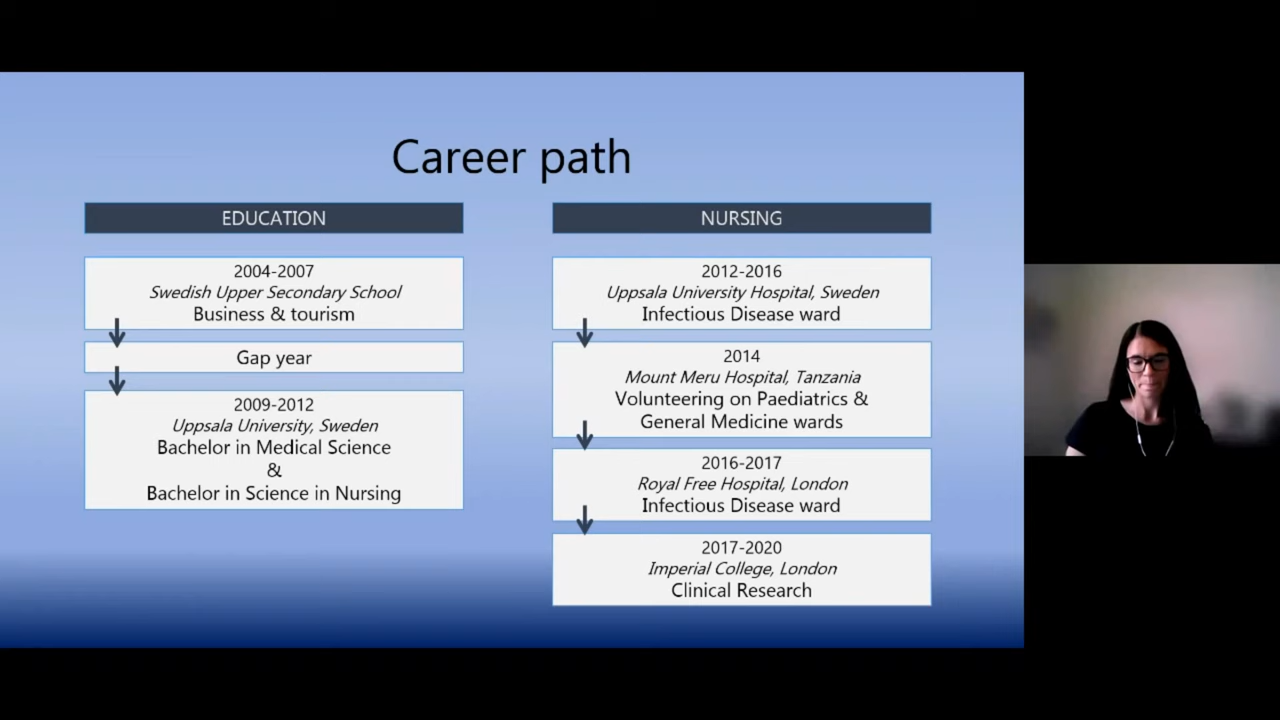 Career path
EDUCATION
2004-2007
Swedish Upper Secondary School
Business & tourism
Gap year
2009-2012
Uppsala University, Sweden
Bachelor in Medical Science
&
Bachelor in Science in Nursing
NURSING
2012-2016
Uppsala University Hospital, Sweden
Infectious Disease ward
2014
Mount Meru Hospital, Tanzania
Volunteering on Paediatrics &
General Medicine wards
2016-2017
Royal Free Hospital, London
Infectious Disease ward
2017-2020
Imperial College, London
Clinical Research